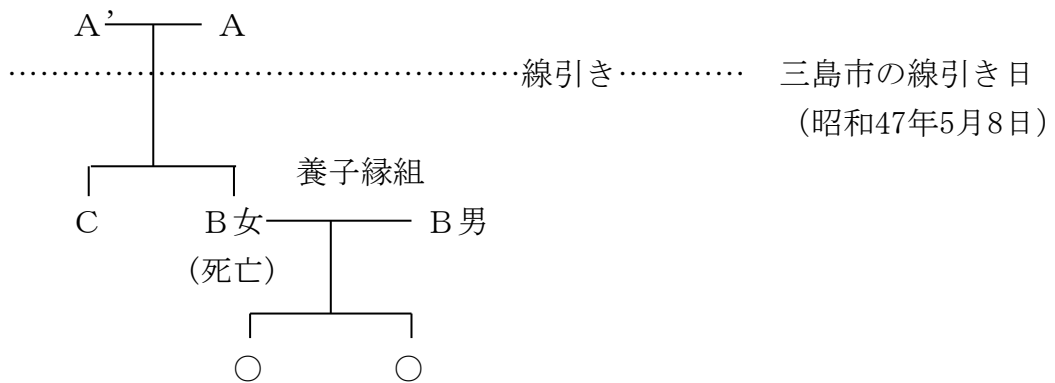 A’ A
線引き 三島市の線引き日
（昭和47年5月8日）
養子縁組
C B女 B男
（死亡）
○ ○